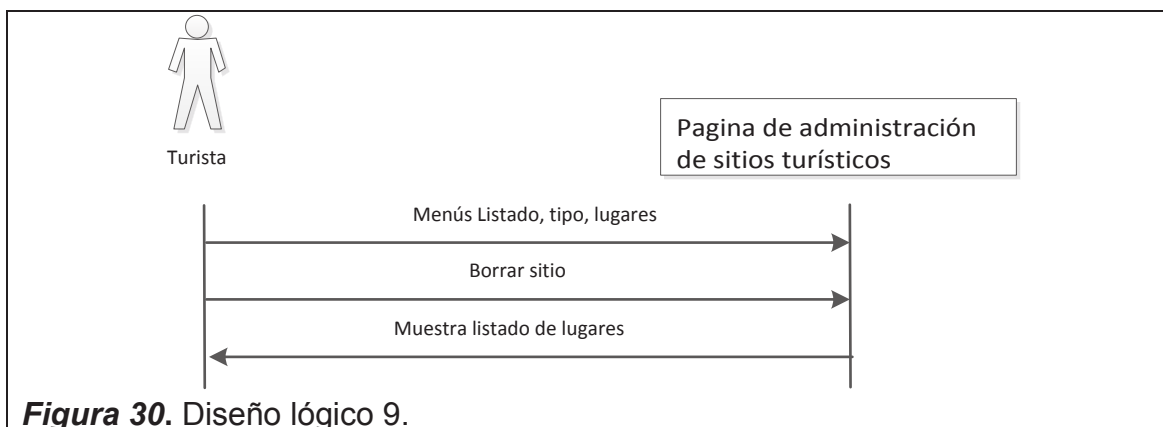 Turista
Pagina de administración
de sitios turísticos
Menús Listado, tipo, lugares
Borrar sitio
Muestra listado de lugares
Figura 30. Diseño lógico 9.